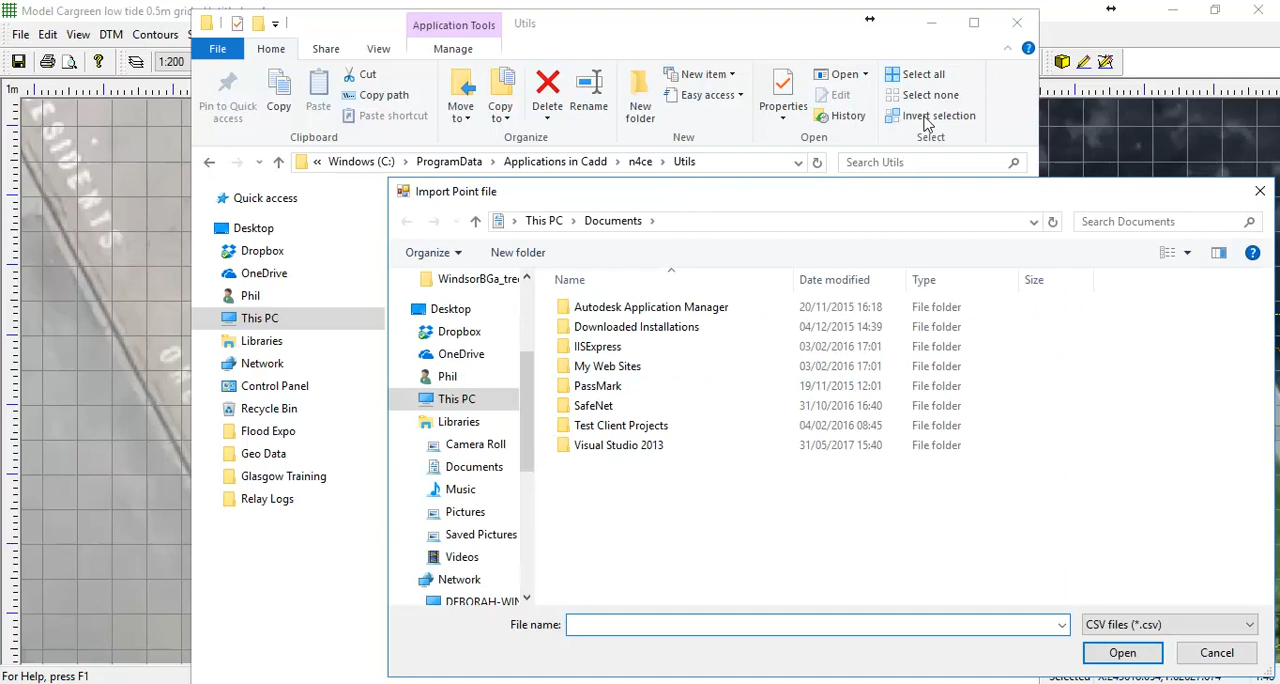 Model Cargreen low tide 0.5m grid
File Edit View DTM Contours
1:200
1m
ESIDENTS
Application Tools
Utils
File Home Share View Manage
Pin to Quick access
Copy
Paste
Cut
Copy path
Paste shortcut
Clipboard
Move to
Copy to
Delete
Rename
Organize
New folder
New item
Easy access
New
Properties
Open
Edit
History
Open
Select all
Select none
Invert selection
Select
« Windows (C:) > ProgramData > Applications in Cadd > n4ce > Utils
Search Utils
Quick access
Desktop
Dropbox
OneDrive
Phil
This PC
Libraries
Network
Control Panel
Recycle Bin
Flood Expo
Geo Data
Glasgow Training
Relay Logs
Import Point file
This PC > Documents >
Search Documents
Organize
New folder
WindsorBGa_tre
Desktop
Dropbox
OneDrive
Phil
This PC
Libraries
Camera Roll
Documents
Music
Pictures
Saved Pictures
Videos
Network
DEBORAH-WIN
Name Date modified Type Size
Autodesk Application Manager 20/11/2015 16:18 File folder
Downloaded Installations 04/12/2015 14:39 File folder
IISExpress 03/02/2016 17:01 File folder
My Web Sites 03/02/2016 17:01 File folder
PassMark 19/11/2015 12:01 File folder
SafeNet 31/10/2016 16:40 File folder
Test Client Projects 04/02/2016 08:45 File folder
Visual Studio 2013 31/05/2017 15:40 File folder
File name:
CSV files (*.csv)
Open
Cancel
For Help, press F1